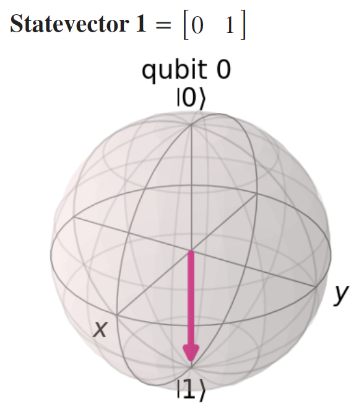 Statevector 1 = [0 1]
qubit 0
|0⟩
y
x
|1⟩